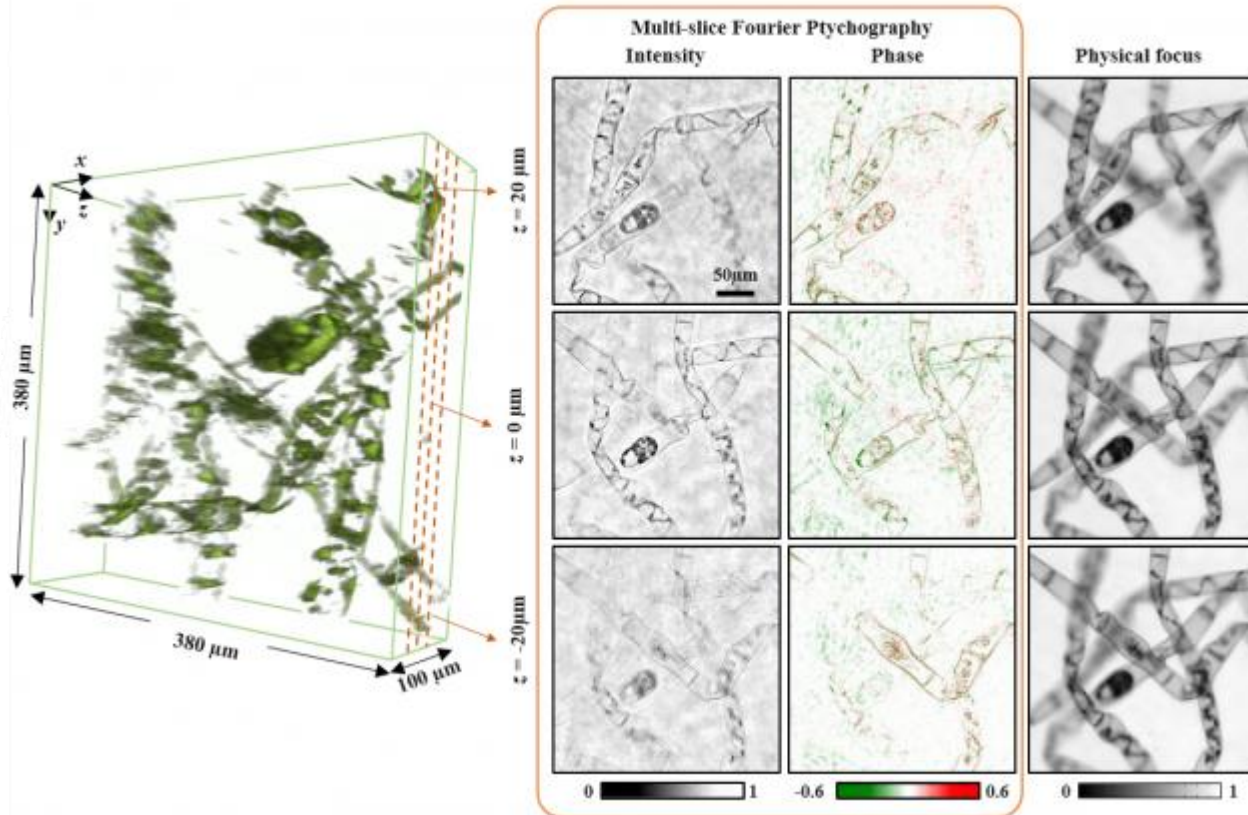 Multi-slice Fourier Ptychography
Intensity Phase Physical focus
x
z
y
380 μm
380 μm
100 μm
z = 20 μm
z = 0 μm
z = -20μm
50μm
0 1 -0.6 0.6 0 1